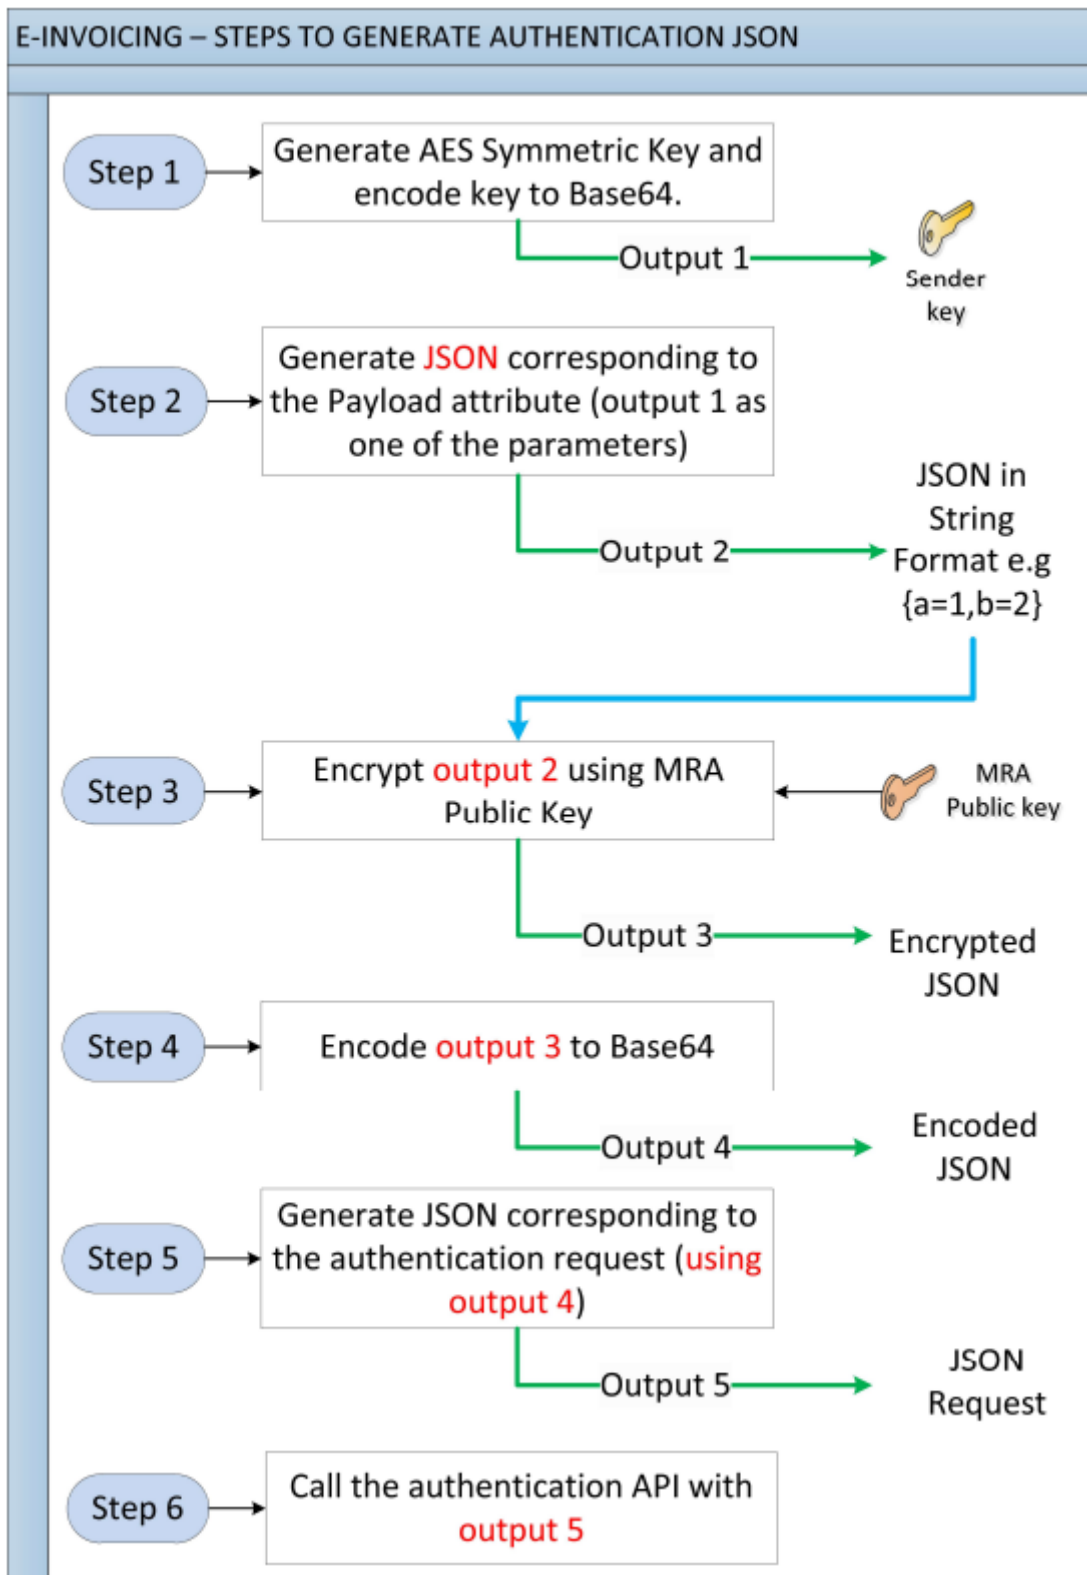 E-INVOICING – STEPS TO GENERATE AUTHENTICATION JSON
Step 1
Generate AES Symmetric Key and
encode key to Base64.
Output 1
Sender
key
Step 2
Generate JSON corresponding to
the Payload attribute (output 1 as
one of the parameters)
Output 2
JSON in
String
Format e.g
{a=1,b=2}
Step 3
Encrypt output 2 using MRA
Public Key
MRA
Public key
Output 3
Encrypted
JSON
Step 4
Encode output 3 to Base64
Output 4
Encoded
JSON
Step 5
Generate JSON corresponding to
the authentication request (using
output 4)
Output 5
JSON
Request
Step 6
Call the authentication API with
output 5